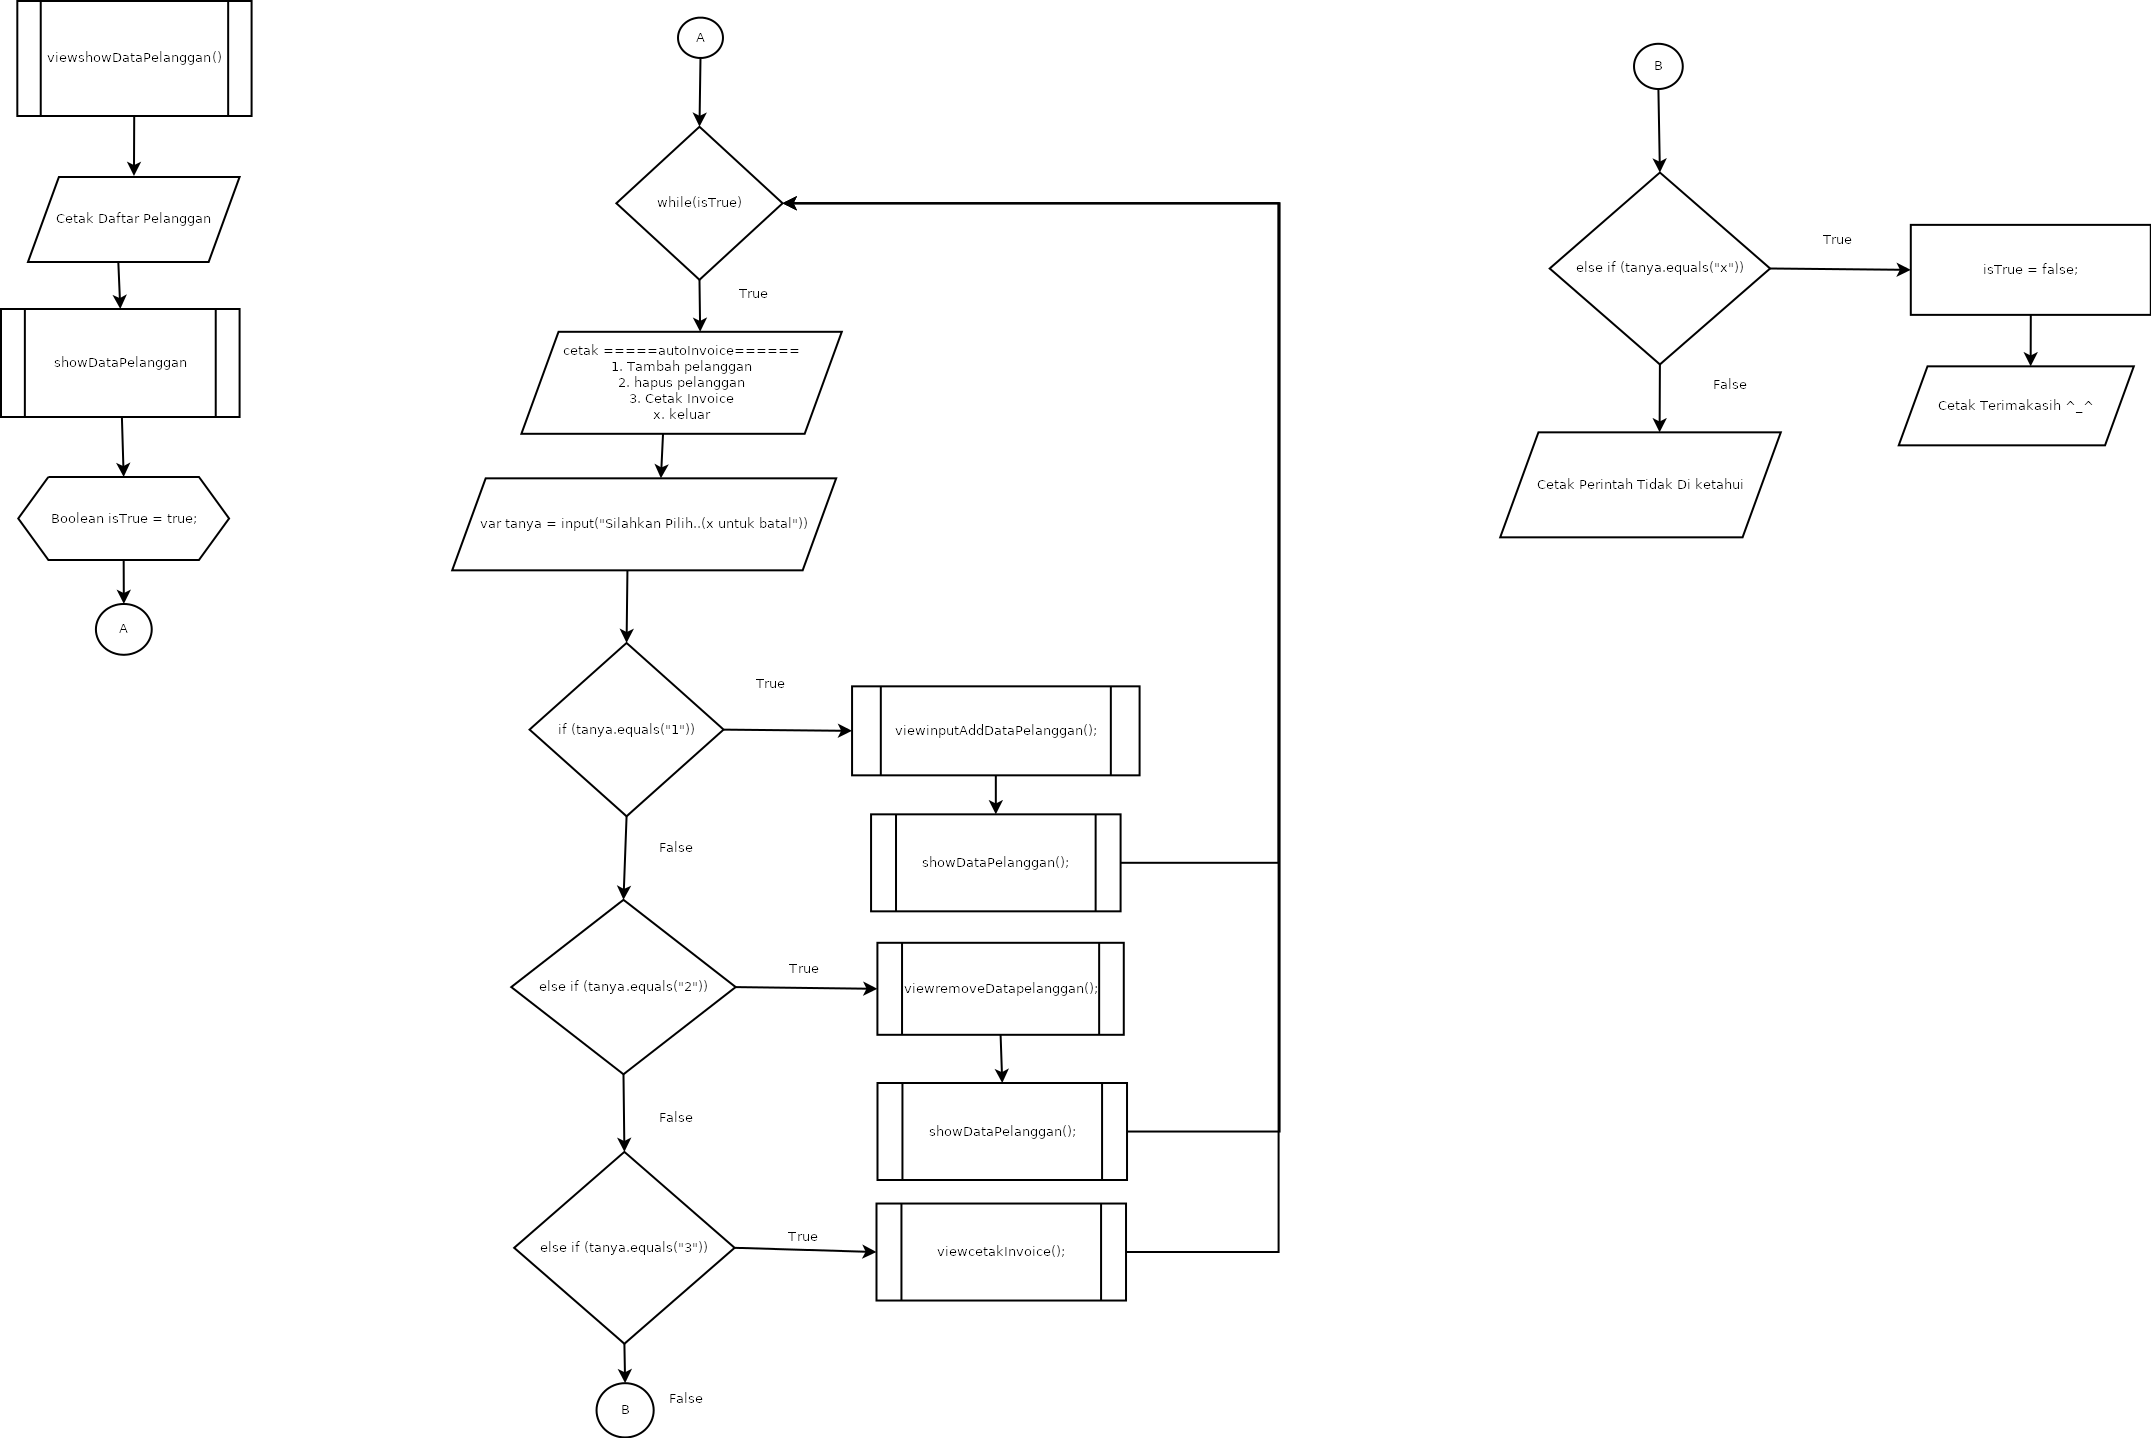 viewshowDataPelanggan()
Cetak Daftar Pelanggan
showDataPelanggan
Boolean isTrue = true;
A
A
while(isTrue)
True
cetak =====autoInvoice======
1. Tambah pelanggan
2. hapus pelanggan
3. Cetak Invoice
x. keluar
var tanya = input("Silahkan Pilih..(x untuk batal"))
if (tanya.equals("1"))
True
viewinputAddDataPelanggan();
showDataPelanggan();
False
else if (tanya.equals("2"))
True
viewremoveDatapelanggan();
showDataPelanggan();
False
else if (tanya.equals("3"))
True
viewcetakInvoice();
False
B
B
else if (tanya.equals("x"))
True
isTrue = false;
Cetak Terimakasih ^_^
False
Cetak Perintah Tidak Di ketahui